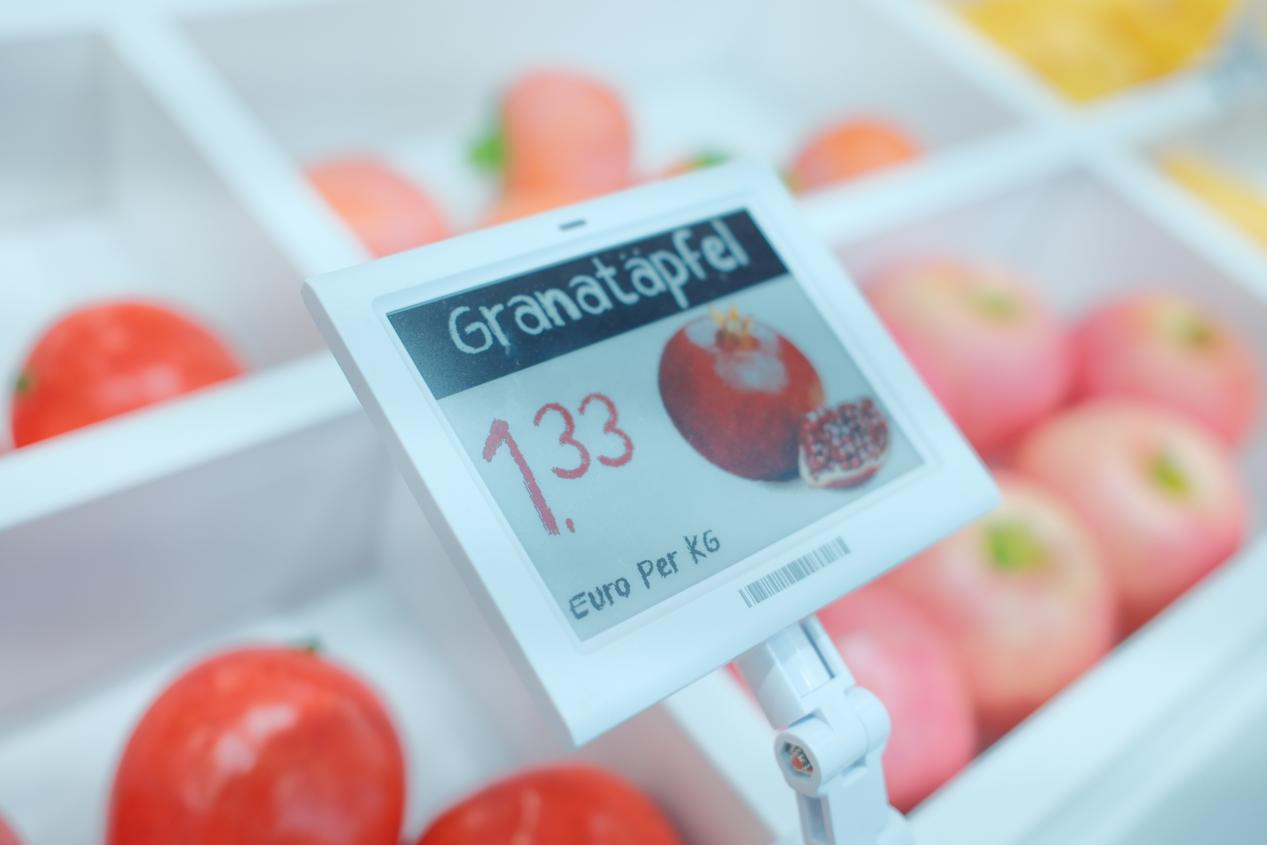 Granatäpfel
1.33
Euro Per KG